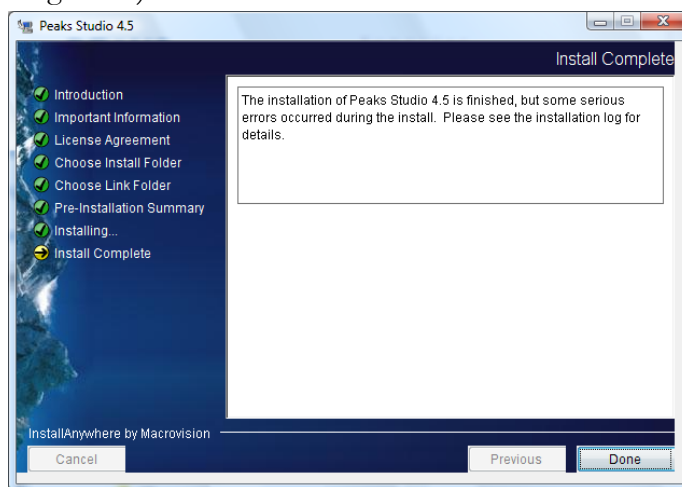 Peaks Studio 4.5
Install Complete
Introduction
Important Information
License Agreement
Choose Install Folder
Choose Link Folder
Pre-Installation Summary
Installing...
Install Complete
The installation of Peaks Studio 4.5 is finished, but some serious
errors occurred during the install.  Please see the installation log for
details.
InstallAnywhere by Macrovision
Cancel
Previous
Done